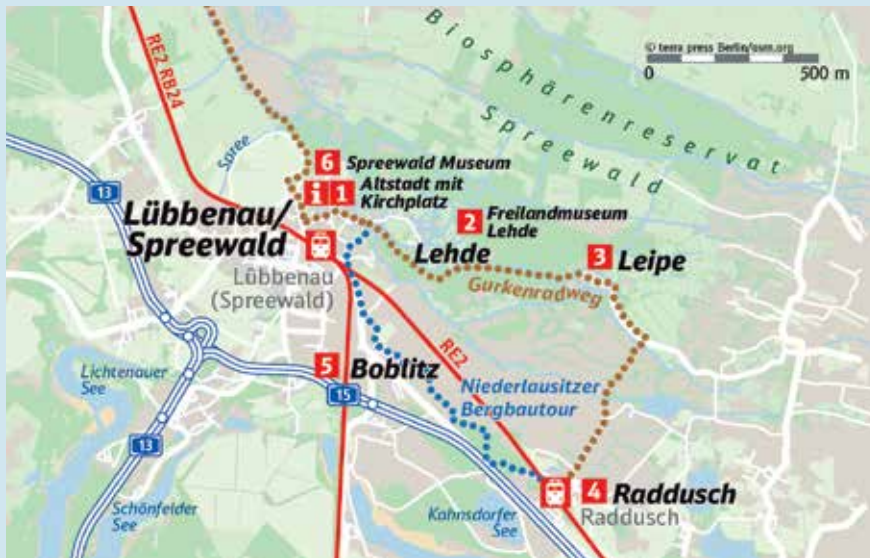 © terra press Berlin/osm.org
0 500 m
Biosphärenreservat
Spreewald
RE2 RB24
Spree
13
6 Spreewald Museum
i 1 Altstadt mit
Kirchplatz
2 Freilandmuseum
Lehde
Lübbenau/
Spreewald
Lübbenau
(Spreewald)
Lehde
3 Leipe
Gurkenradweg
RE2
Lichtenauer
See
5 Boblitz
15
Niederlausitzer
Bergbautour
13
4 Raddusch
Raddusch
Schönfelder
See
Kahnsdorfer
See